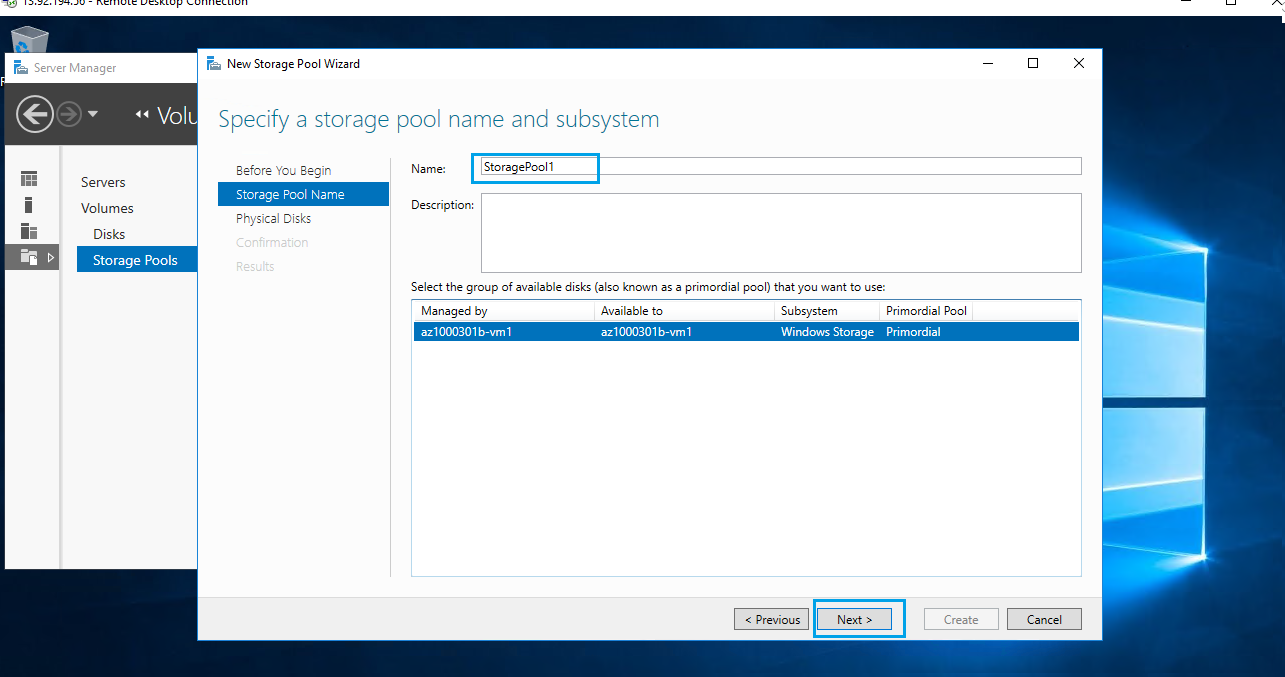 13.92.194.56 - Remote Desktop Connection
Server Manager
Volu
Servers
Volumes
Disks
Storage Pools
New Storage Pool Wizard
Specify a storage pool name and subsystem
Before You Begin
Storage Pool Name
Physical Disks
Confirmation
Results
Name: StoragePool1
Description:
Select the group of available disks (also known as a primordial pool) that you want to use:
Managed by Available to Subsystem Primordial Pool
az1000301b-vm1 az1000301b-vm1 Windows Storage Primordial
< Previous Next > Create Cancel